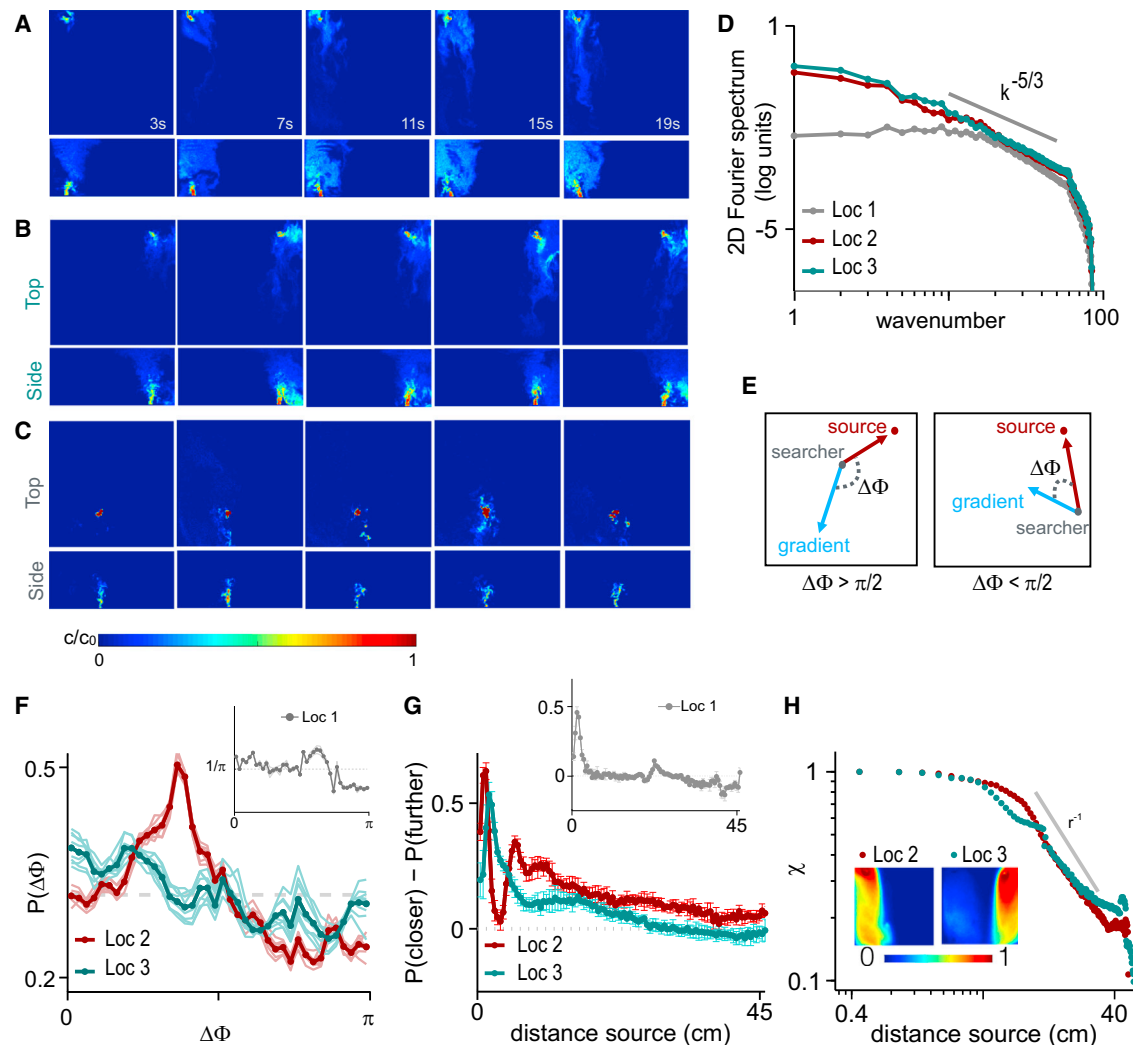 A
3s
7s
11s
15s
19s
B
Top
Side
C
Top
Side
c/c0
0
1
D
1
-5
2D Fourier spectrum
(log units)
k-5/3
Loc 1
Loc 2
Loc 3
1
wavenumber
100
E
source
searcher
ΔΦ
gradient
ΔΦ > π/2
source
ΔΦ
gradient
searcher
ΔΦ < π/2
F
Loc 1
1/π
0
π
0.5
P(ΔΦ)
0.2
Loc 2
Loc 3
0
ΔΦ
π
G
0.5
Loc 1
0
0
45
0.5
P(closer) − P(further)
0
Loc 2
Loc 3
0
distance source (cm)
45
H
1
χ
r-1
Loc 2
Loc 3
0
1
0.1
0.4
distance source (cm)
40